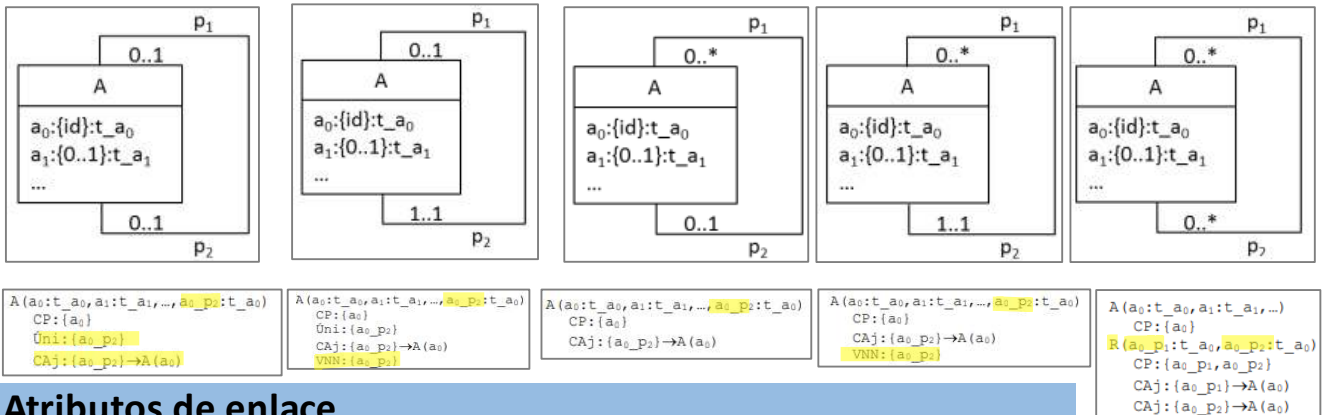 p₁
0..1
A
a₀:{id}:t_a₀
a₁:{0..1}:t_a₁
...
0..1
p₂
p₁
0..1
A
a₀:{id}:t_a₀
a₁:{0..1}:t_a₁
...
1..1
p₂
p₁
0..*
A
a₀:{id}:t_a₀
a₁:{0..1}:t_a₁
...
0..1
p₂
p₁
0..*
A
a₀:{id}:t_a₀
a₁:{0..1}:t_a₁
...
1..1
p₂
p₁
0..*
A
a₀:{id}:t_a₀
a₁:{0..1}:t_a₁
...
0..*
p₂
A(a₀:t_a₀,a₁:t_a₁,…,a₀_p₂:t_a₀)
CP:{a₀}
Úni:{a₀_p₂}
CAj:{a₀_p₂}→A(a₀)
A(a₀:t_a₀,a₁:t_a₁,…,a₀_p₂:t_a₀)
CP:{a₀}
Úni:{a₀_p₂}
CAj:{a₀_p₂}→A(a₀)
VNN:{a₀_p₂}
A(a₀:t_a₀,a₁:t_a₁,…,a₀_p₂:t_a₀)
CP:{a₀}
CAj:{a₀_p₂}→A(a₀)
A(a₀:t_a₀,a₁:t_a₁,…,a₀_p₂:t_a₀)
CP:{a₀}
CAj:{a₀_p₂}→A(a₀)
VNN:{a₀_p₂}
A(a₀:t_a₀,a₁:t_a₁,…)
CP:{a₀}
R(a₀_p₁:t_a₀,a₀_p₂:t_a₀)
CP:{a₀_p₁,a₀_p₂}
CAj:{a₀_p₁}→A(a₀)
CAj:{a₀_p₂}→A(a₀)
Atributos de enlace